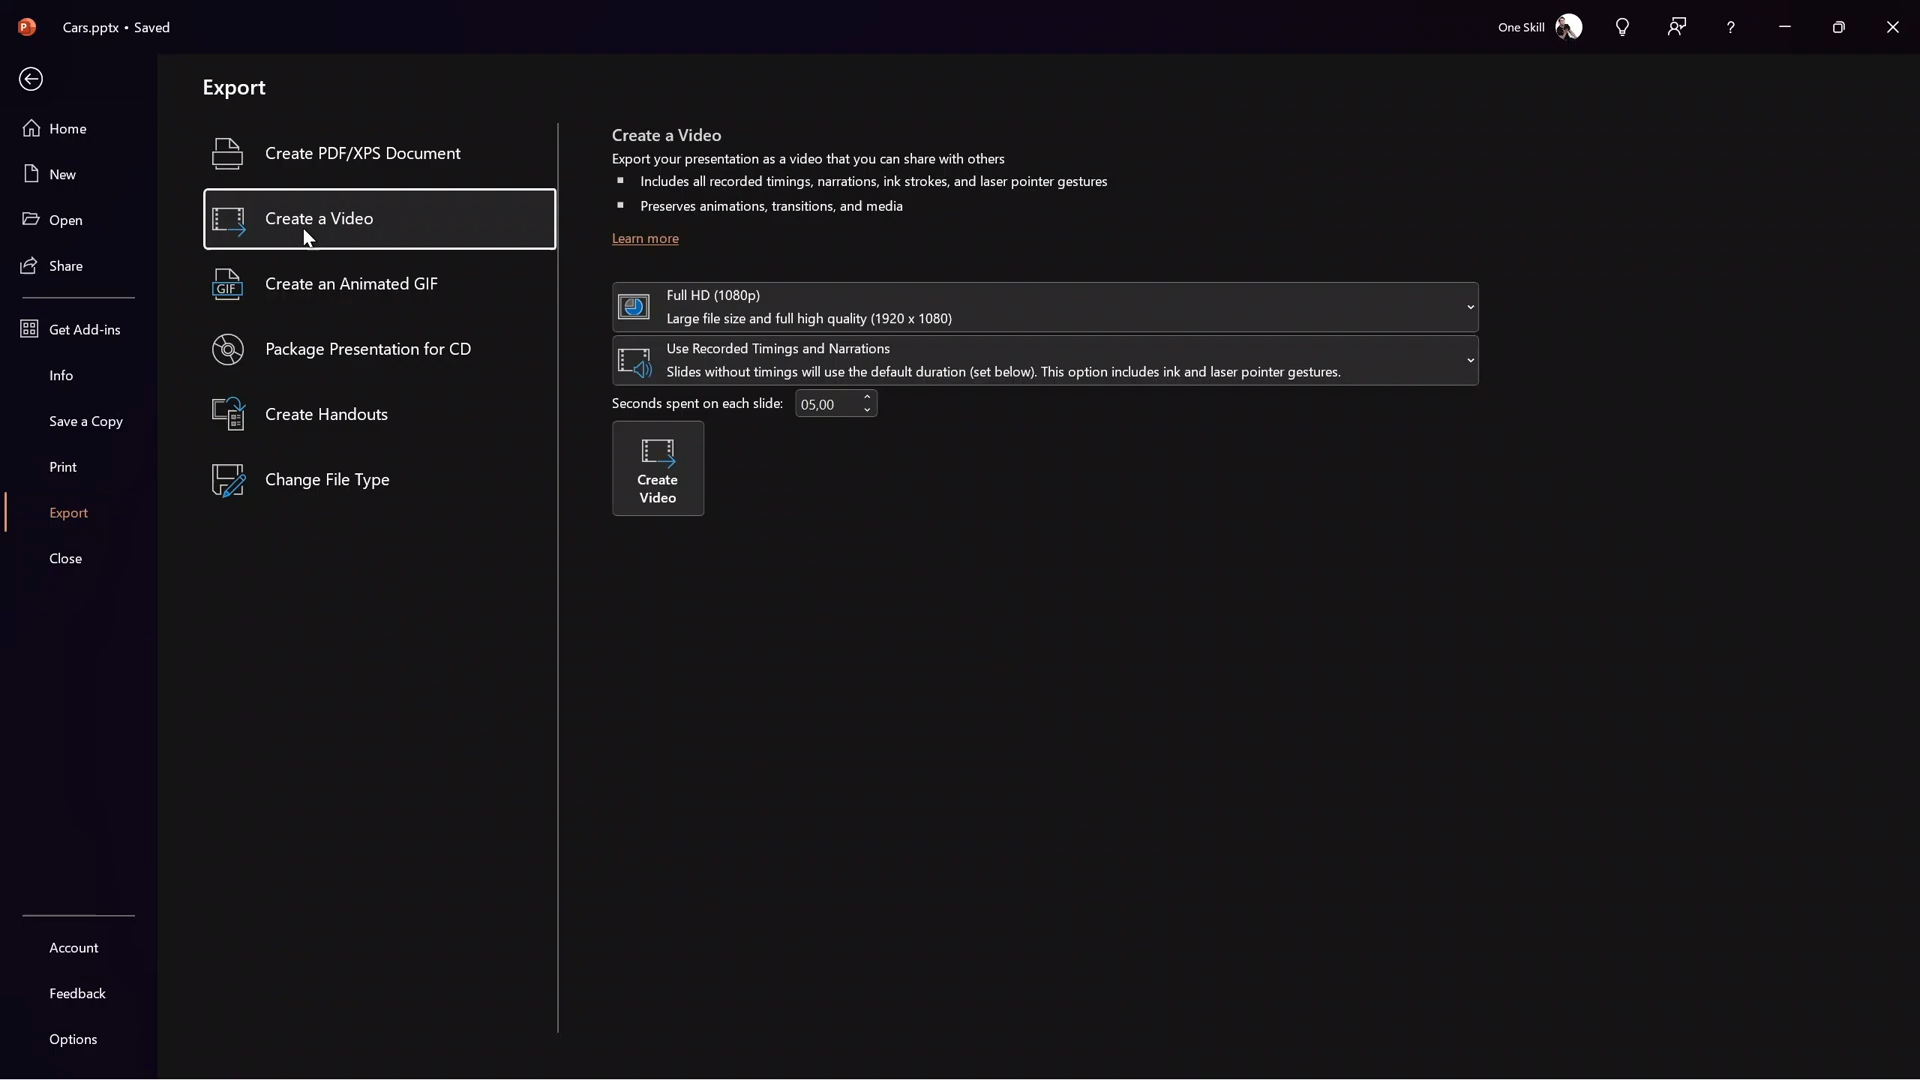 P
Cars.pptx • Saved
One Skill
?
Home
New
Open
Share
Get Add-ins
Info
Save a Copy
Print
Export
Close
Account
Feedback
Options
Export
Create PDF/XPS Document
Create a Video
GIF
Create an Animated GIF
Package Presentation for CD
Create Handouts
Change File Type
Create a Video
Export your presentation as a video that you can share with others
▪ Includes all recorded timings, narrations, ink strokes, and laser pointer gestures
▪ Preserves animations, transitions, and media
Learn more
Full HD (1080p)
Large file size and full high quality (1920 x 1080)
Use Recorded Timings and Narrations
Slides without timings will use the default duration (set below). This option includes ink and laser pointer gestures.
Seconds spent on each slide: 05,00
Create
Video